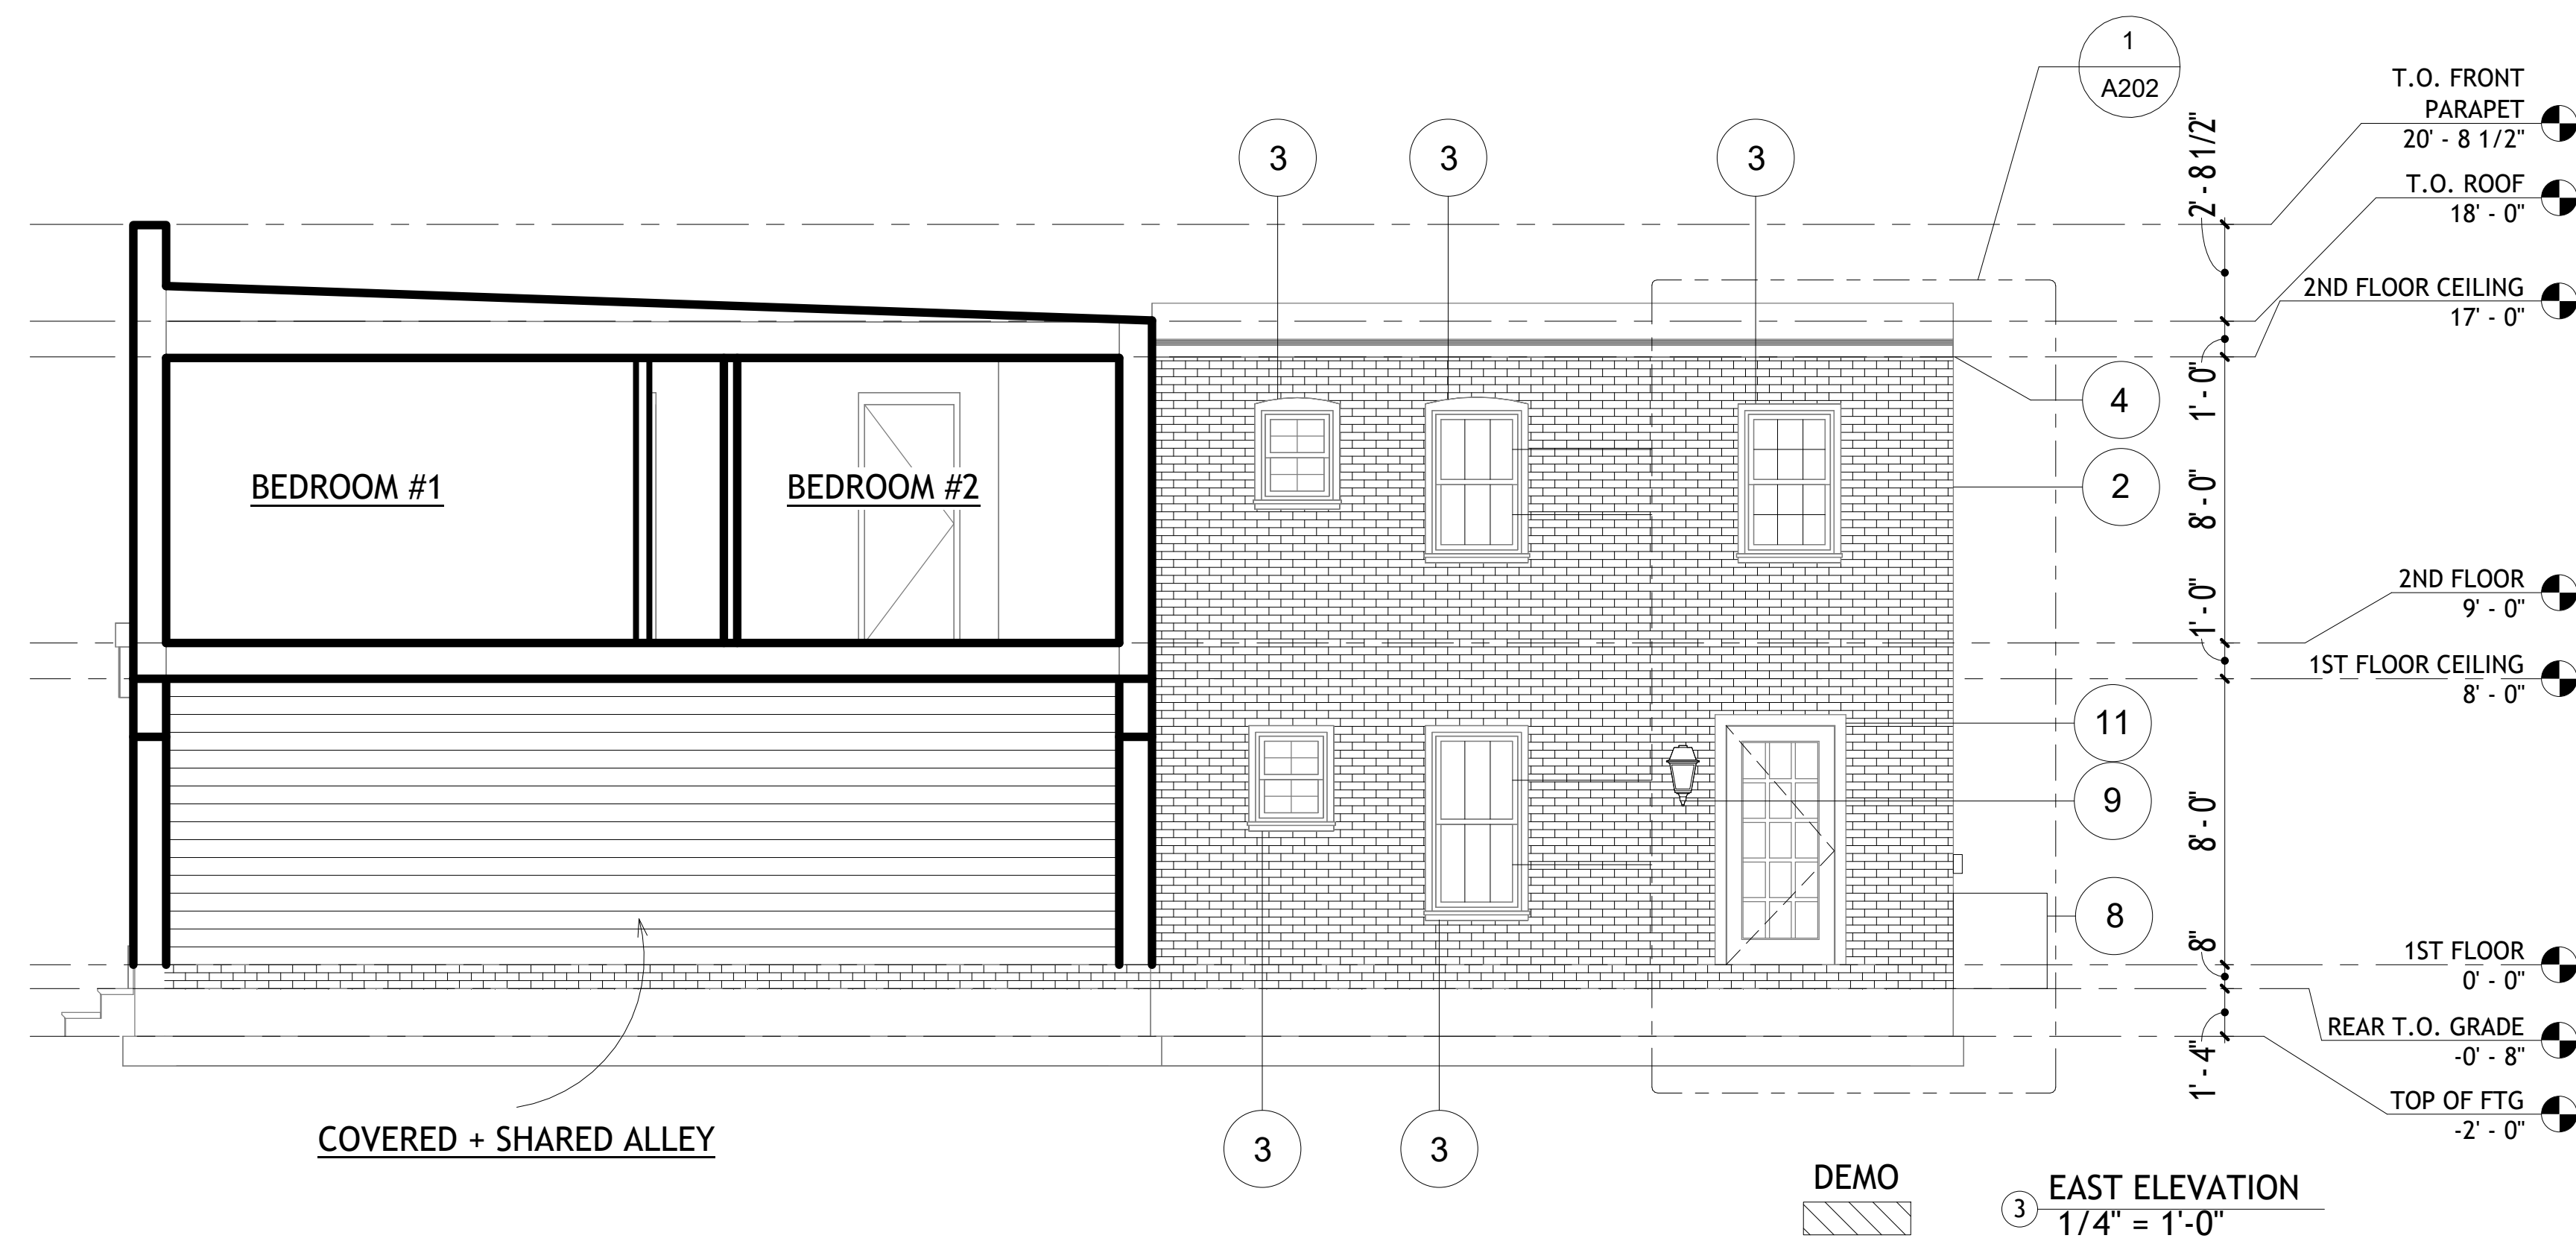 1
A202
T.O. FRONT
PARAPET
20' - 8 1/2"
T.O. ROOF
18' - 0"
2ND FLOOR CEILING
17' - 0"
2ND FLOOR
9' - 0"
1ST FLOOR CEILING
8' - 0"
1ST FLOOR
0' - 0"
REAR T.O. GRADE
-0' - 8"
TOP OF FTG
-2' - 0"
2' - 8 1/2"
1' - 0"
8' - 0"
1' - 0"
8' - 0"
8"
1' - 4"
3
3
3
4
2
11
9
8
BEDROOM #1
BEDROOM #2
COVERED + SHARED ALLEY
3
3
DEMO
3
EAST ELEVATION
1/4" = 1'-0"